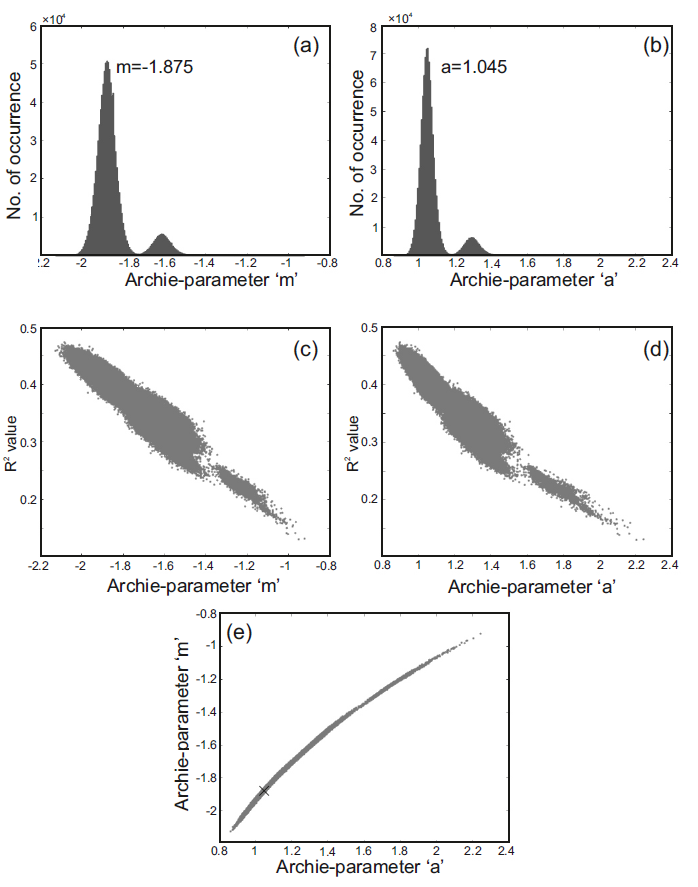 ×10⁴
6
5
4
3
2
1
No. of occurrence
(a)
m=-1.875
2.2 -2 -1.8 -1.6 -1.4 -1.2 -1 -0.8
Archie-parameter ‘m’
×10⁴
8
7
6
5
4
3
2
1
No. of occurrence
(b)
a=1.045
0.8 1 1.2 1.4 1.6 1.8 2 2.2 2.4
Archie-parameter ‘a’
0.5
0.4
0.3
0.2
R² value
(c)
-2.2 -2 -1.8 -1.6 -1.4 -1.2 -1 -0.8
Archie-parameter ‘m’
0.5
0.4
0.3
0.2
R² value
(d)
0.8 1 1.2 1.4 1.6 1.8 2 2.2 2.4
Archie-parameter ‘a’
-0.8
-1
-1.2
-1.4
-1.6
-1.8
-2
Archie-parameter ‘m’
(e)
0.8 1 1.2 1.4 1.6 1.8 2 2.2 2.4
Archie-parameter ‘a’